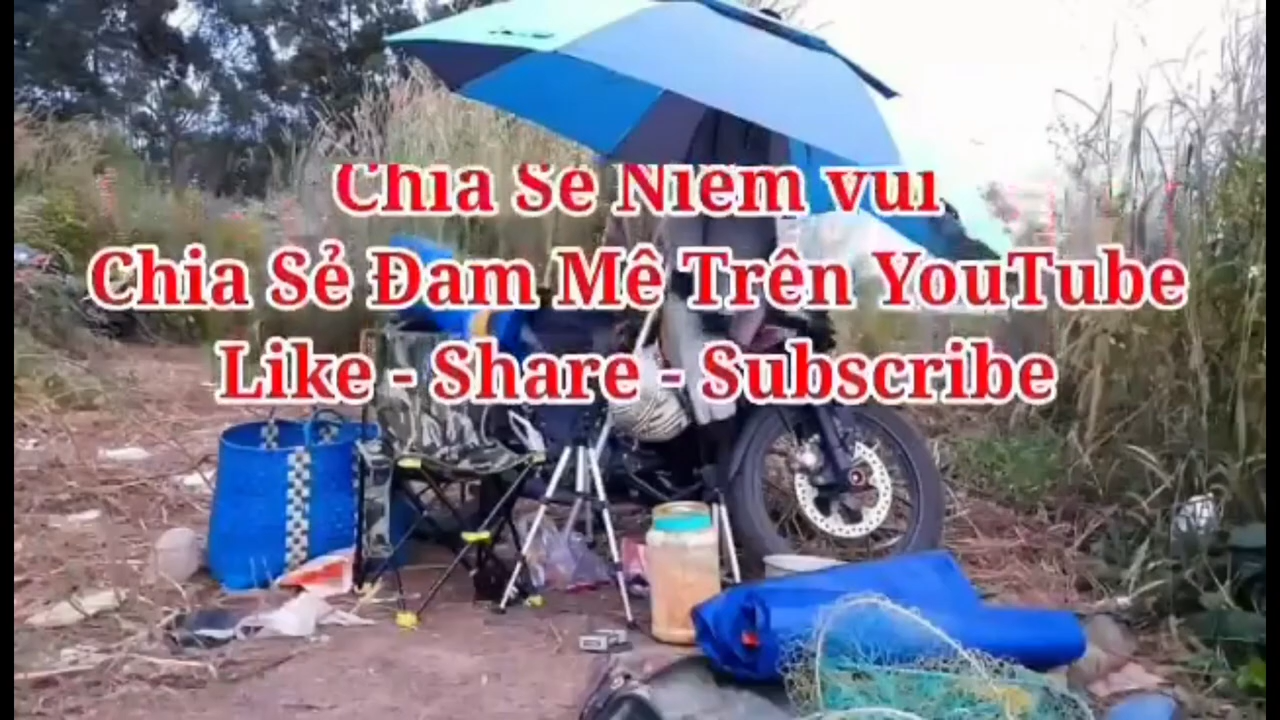 Chia Sẻ Niềm vui
Chia Sẻ Đam Mê Trên YouTube
Like - Share - Subscribe